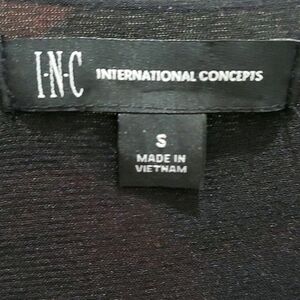 I·N·C INTERNATIONAL CONCEPTS
S
MADE IN
VIETNAM